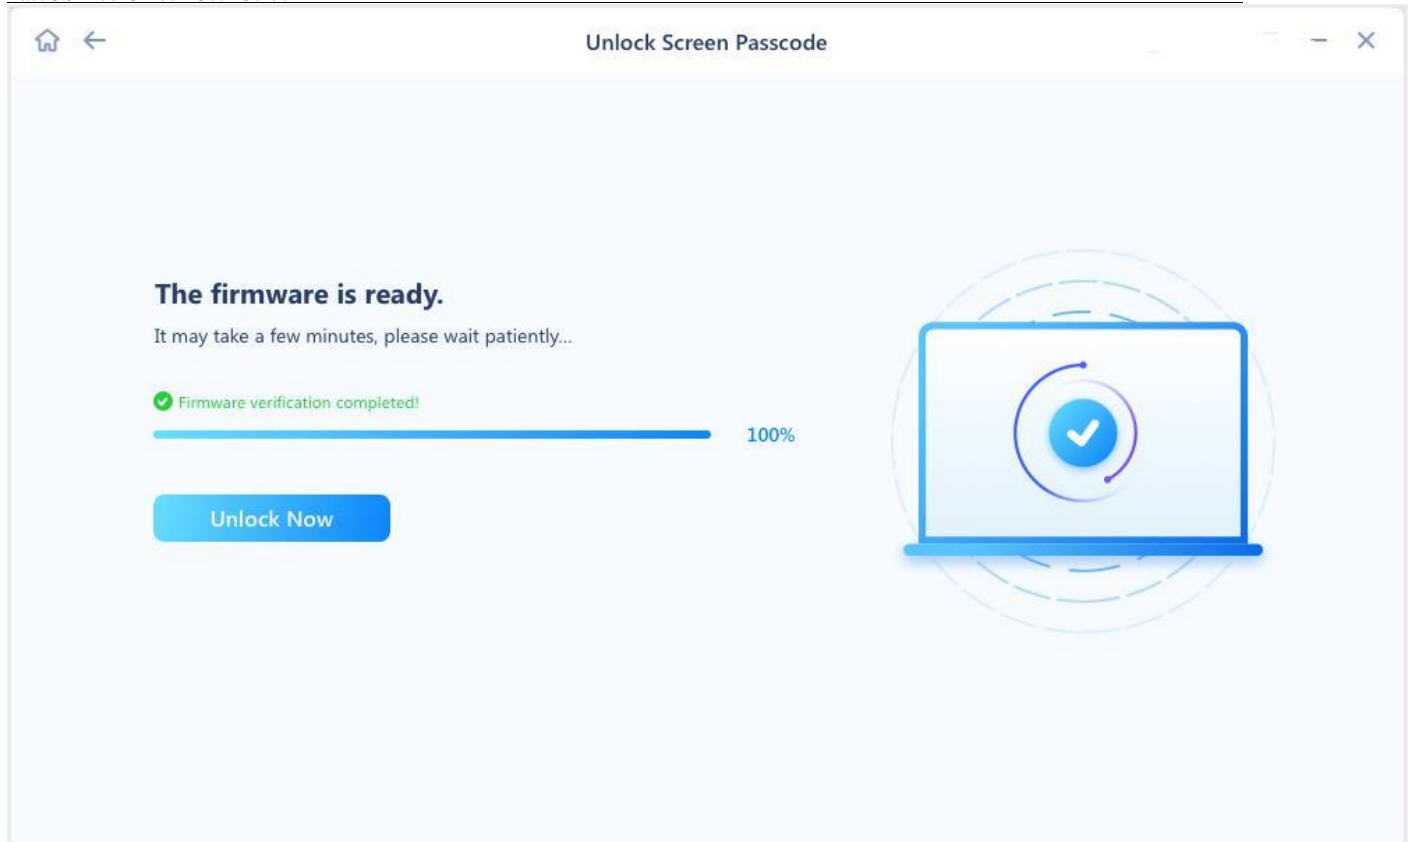 Unlock Screen Passcode
The firmware is ready.
It may take a few minutes, please wait patiently...
Firmware verification completed!
100%
Unlock Now